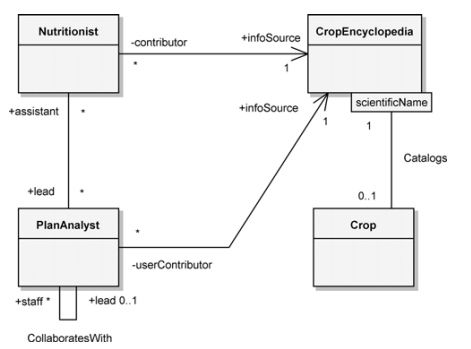 Nutritionist
-contributor
*
+infoSource
1
CropEncyclopedia
scientificName
+assistant *
+infoSource
1
1
Catalogs
+lead *
0..1
PlanAnalyst
*
-userContributor
Crop
+staff *
+lead 0..1
CollaboratesWith